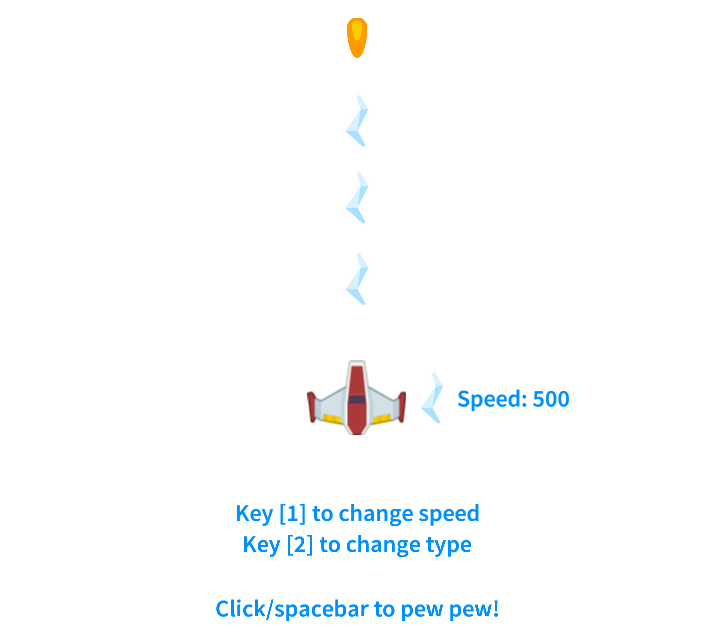 Speed: 500
Key [1] to change speed
Key [2] to change type
Click/spacebar to pew pew!